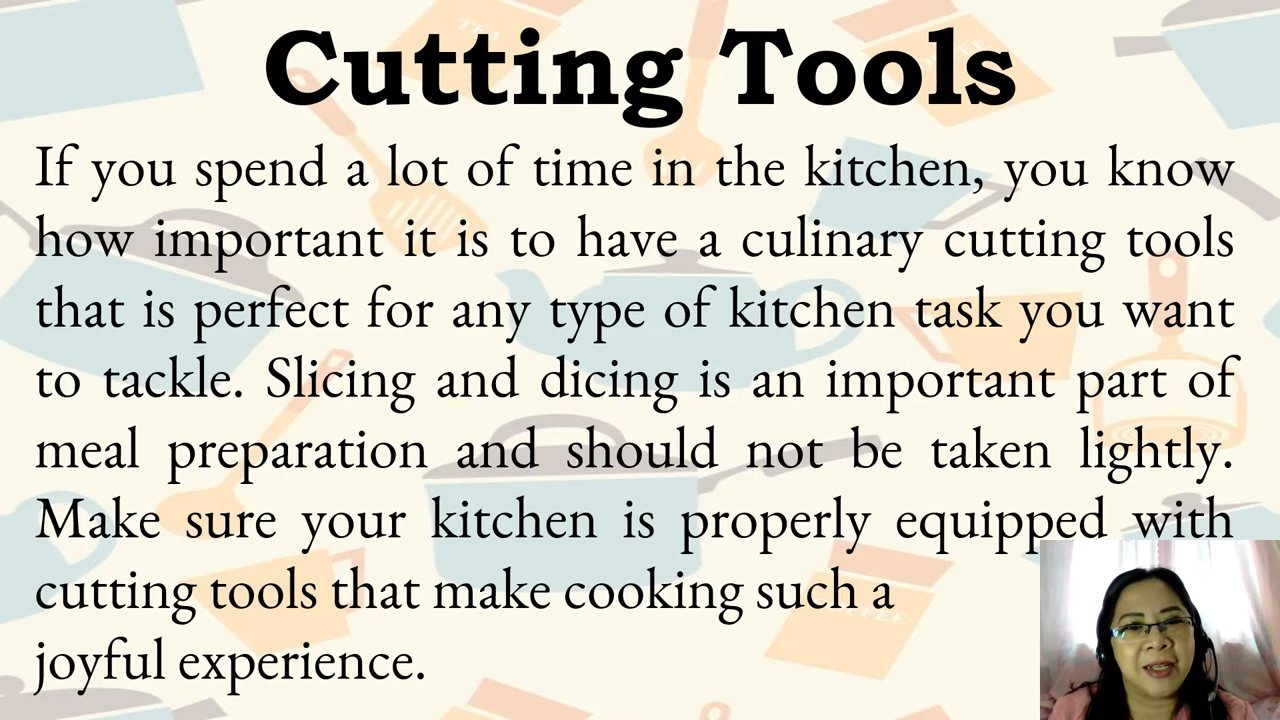 Cutting Tools
If you spend a lot of time in the kitchen, you know
how important it is to have a culinary cutting tools
that is perfect for any type of kitchen task you want
to tackle. Slicing and dicing is an important part of
meal preparation and should not be taken lightly.
Make sure your kitchen is properly equipped with
cutting tools that make cooking such a
joyful experience.